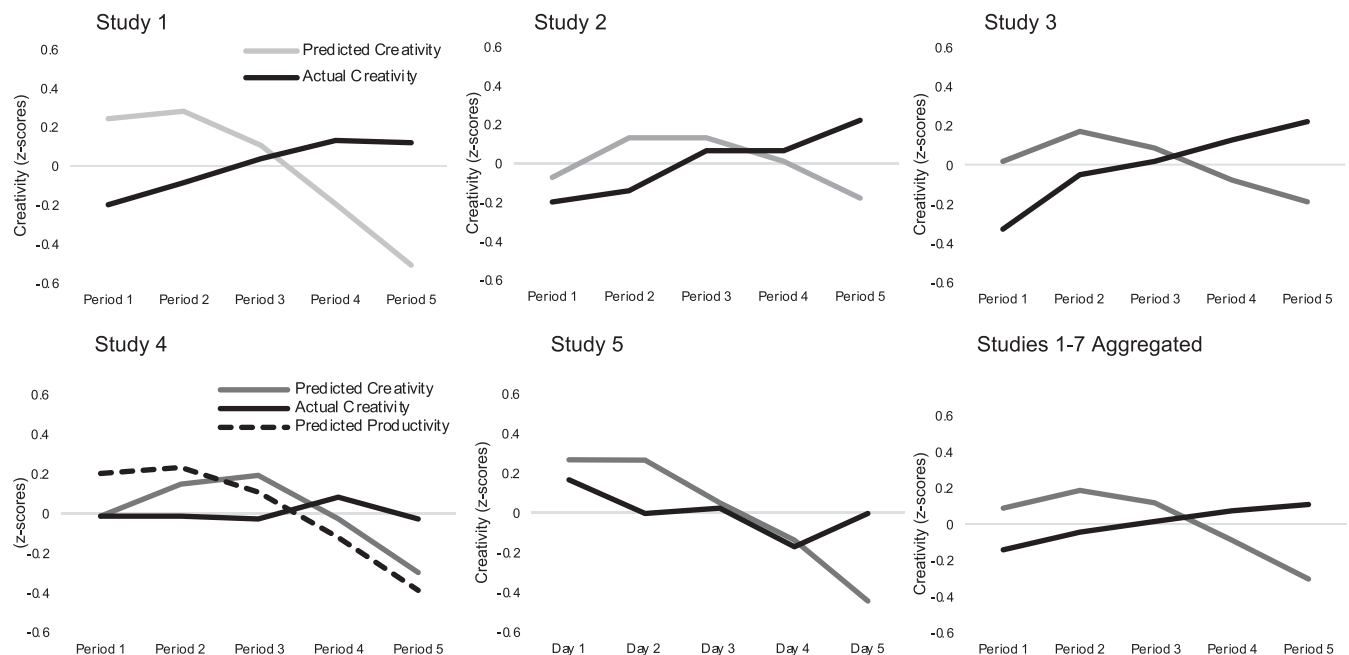 Study 1
Predicted Creativity
Actual Creativity
Creativity (z-scores)
0.6
0.4
0.2
0
-0.2
-0.4
-0.6
Period 1 Period 2 Period 3 Period 4 Period 5
Study 2
Creativity (z-scores)
0.6
0.4
0.2
0
-0.2
-0.4
-0.6
Period 1 Period 2 Period 3 Period 4 Period 5
Study 3
Creativity (z-scores)
0.6
0.4
0.2
0
-0.2
-0.4
-0.6
Period 1 Period 2 Period 3 Period 4 Period 5
Study 4
Predicted Creativity
Actual Creativity
Predicted Productivity
(z-scores)
0.6
0.4
0.2
0
-0.2
-0.4
-0.6
Period 1 Period 2 Period 3 Period 4 Period 5
Study 5
Creativity (z-scores)
0.6
0.4
0.2
0
-0.2
-0.4
-0.6
Day 1 Day 2 Day 3 Day 4 Day 5
Studies 1-7 Aggregated
Creativity (z-scores)
0.6
0.4
0.2
0
-0.2
-0.4
-0.6
Period 1 Period 2 Period 3 Period 4 Period 5